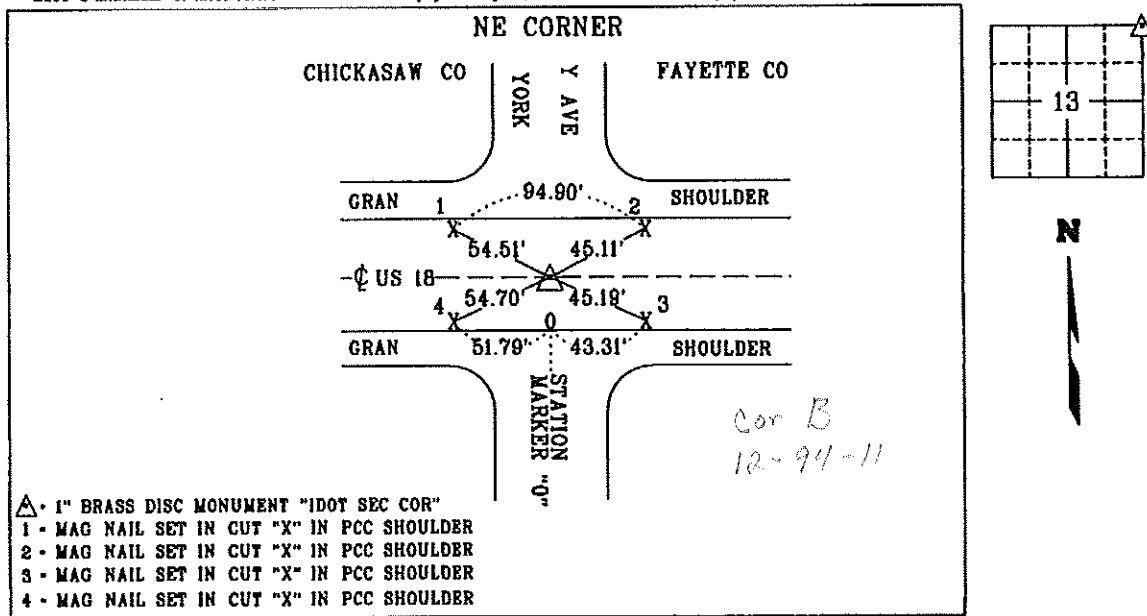 NE CORNER
CHICKASAW CO
YORK
Y AVE
FAYETTE CO
13
N
GRAN
1
94.90'
2
SHOULDER
54.51'
45.11'
℄ US 18
4
54.70'
45.19'
3
0
GRAN
51.79'
43.31'
SHOULDER
STATION
MARKER "0"
Cor B
12-94-11
1" BRASS DISC MONUMENT "IDOT SEC COR"
1 - MAG NAIL SET IN CUT "X" IN PCC SHOULDER
2 - MAG NAIL SET IN CUT "X" IN PCC SHOULDER
3 - MAG NAIL SET IN CUT "X" IN PCC SHOULDER
4 - MAG NAIL SET IN CUT "X" IN PCC SHOULDER